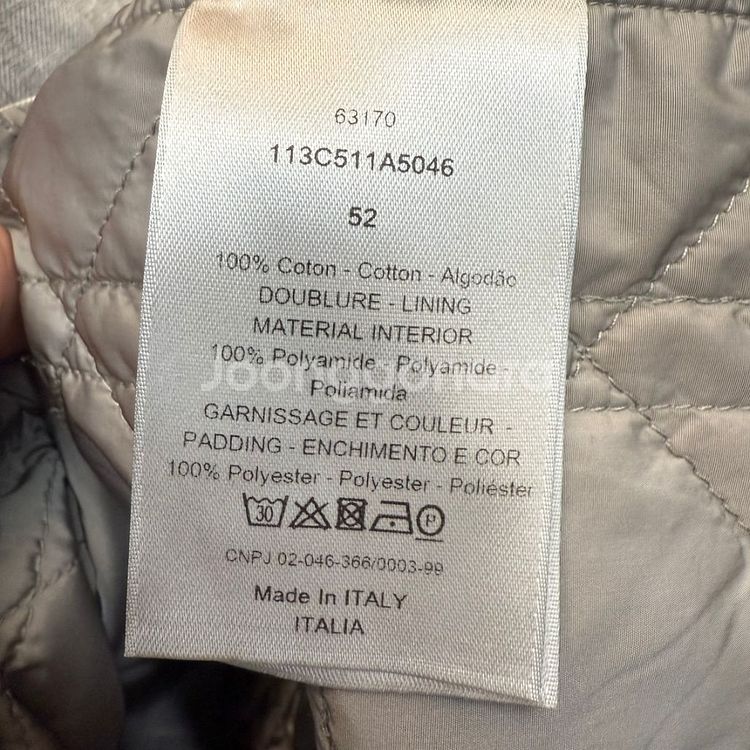 63170
113C511A5046
52
100% Coton - Cotton - Algodão
DOUBLURE - LINING
MATERIAL INTERIOR
100% Polyamide - Polyamide -
Poliamida
GARNISSAGE ET COULEUR -
PADDING - ENCHIMENTO E COR
100% Polyester - Polyester - Poliéster
30 P
CNPJ 02-046-366/0003-99
Made In ITALY
ITALIA